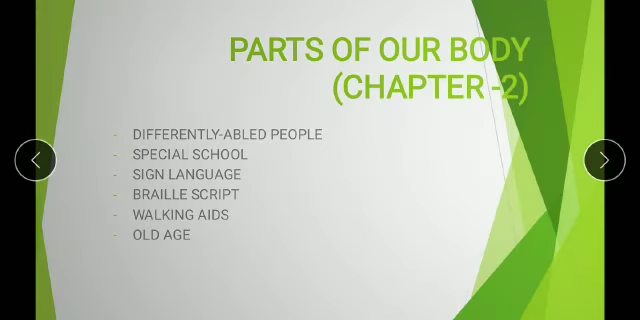 PARTS OF OUR BODY
(CHAPTER -2)
- DIFFERENTLY-ABLED PEOPLE
- SPECIAL SCHOOL
- SIGN LANGUAGE
- BRAILLE SCRIPT
- WALKING AIDS
- OLD AGE